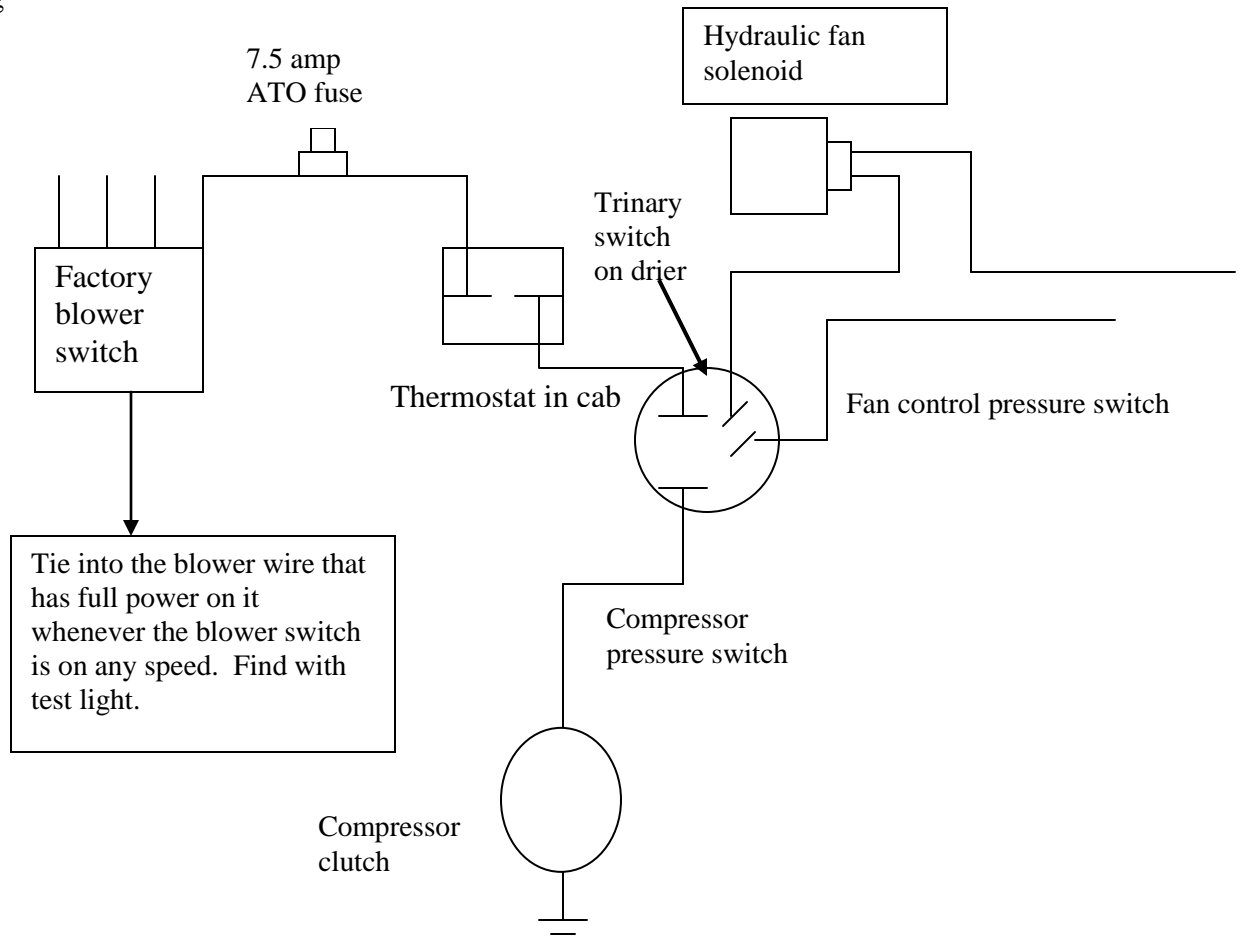 Hydraulic fan
solenoid
7.5 amp
ATO fuse
Trinary
switch
on drier
Factory
blower
switch
Thermostat in cab
Fan control pressure switch
Tie into the blower wire that
has full power on it
whenever the blower switch
is on any speed.  Find with
test light.
Compressor
pressure switch
Compressor
clutch